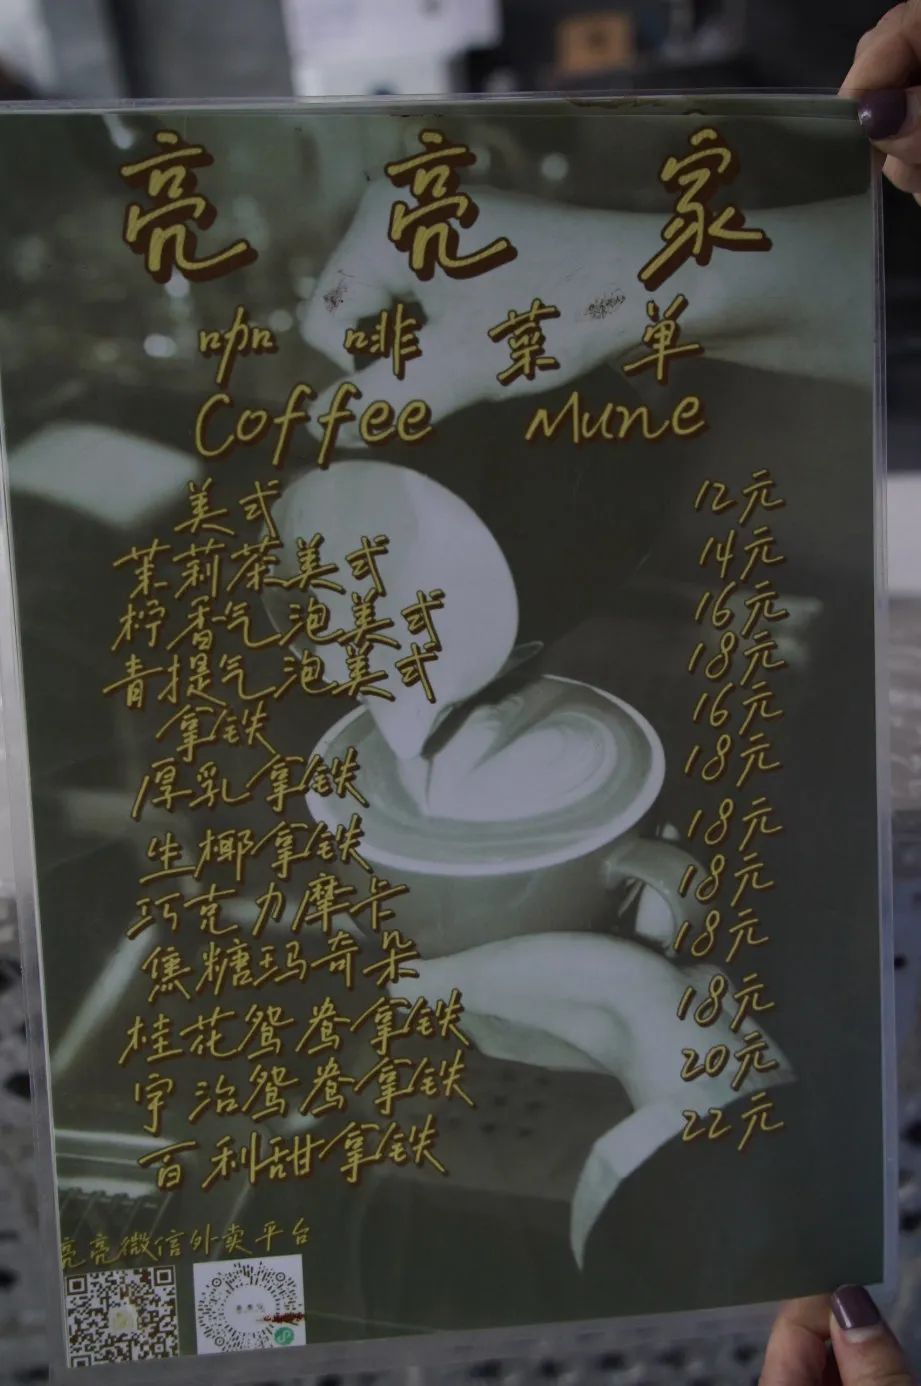 亮亮家
咖啡菜单
Coffee Mune
美式 12元
茉莉茶美式 14元
柠香气泡美式 16元
青提气泡美式 18元
拿铁 16元
厚乳拿铁 18元
生椰拿铁 18元
巧克力摩卡 18元
焦糖玛奇朵 18元
桂花鸳鸯拿铁 18元
宇治鸳鸯拿铁 20元
百利甜拿铁 22元
亮亮微信外卖平台